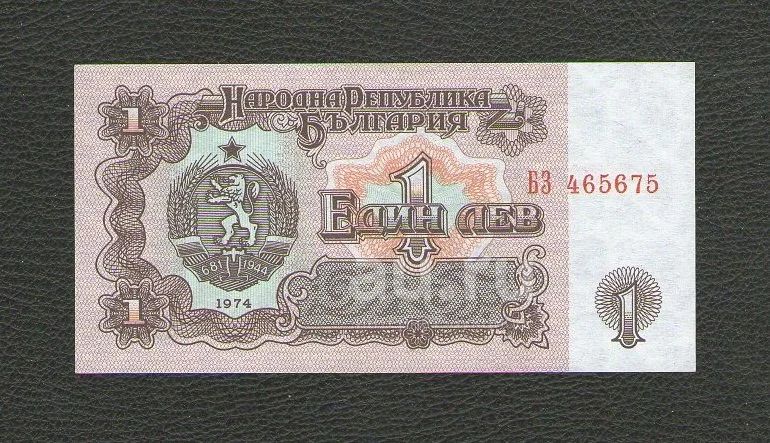 1
НАРОДНА РЕПУБЛИКА
БЪЛГАРИЯ
1
ЕДИН ЛЕВ
БЗ 465675
681 1944
1974
1
1